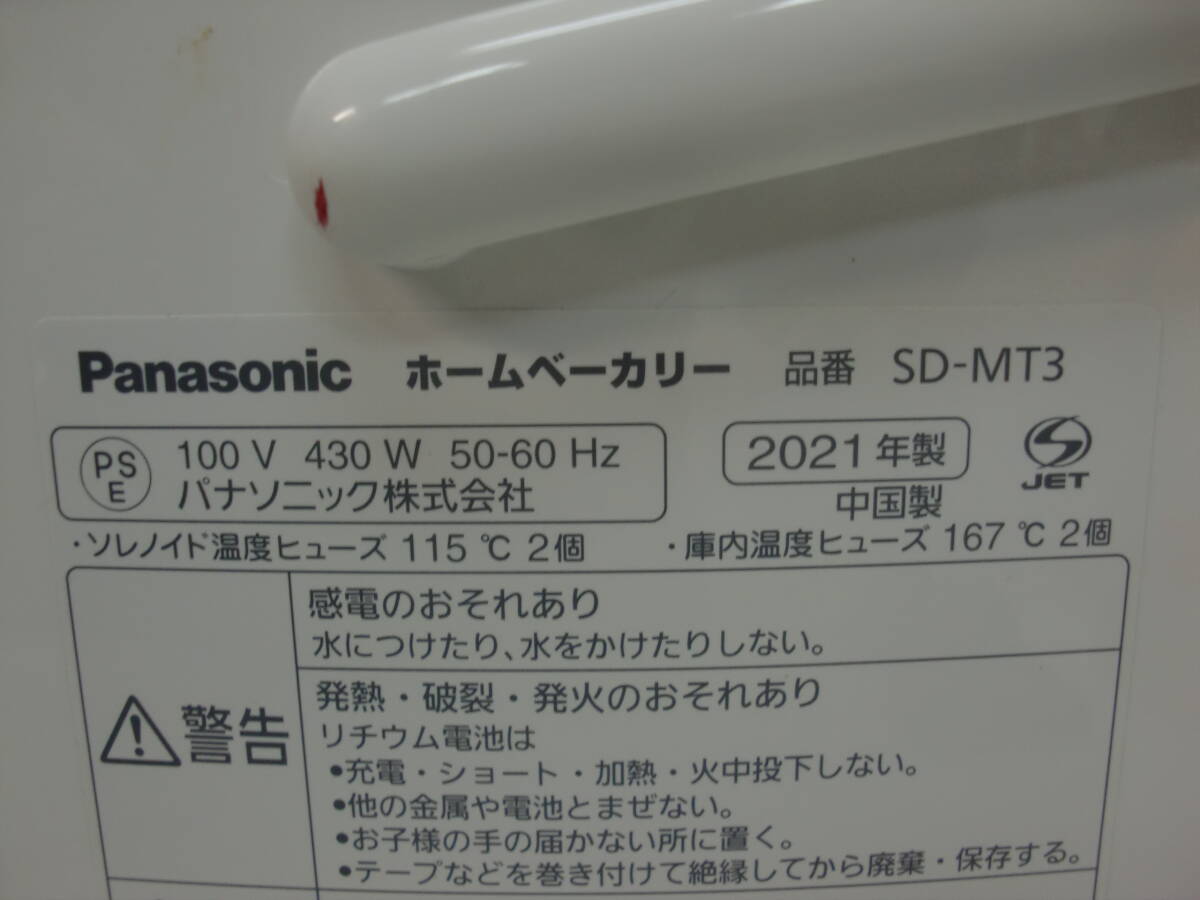 Panasonic ホームベーカリー 品番 SD-MT3
PS
E
100 V 430 W 50-60 Hz
パナソニック株式会社
2021 年製
中国製
JET
・ソレノイド温度ヒューズ 115 ℃ 2個 ・庫内温度ヒューズ 167 ℃ 2個
警告
感電のおそれあり
水につけたり、水をかけたりしない。
発熱・破裂・発火のおそれあり
リチウム電池は
•充電・ショート・加熱・火中投下しない。
•他の金属や電池とまぜない。
•お子様の手の届かない所に置く。
•テープなどを巻き付けて絶縁してから廃棄・保存する。